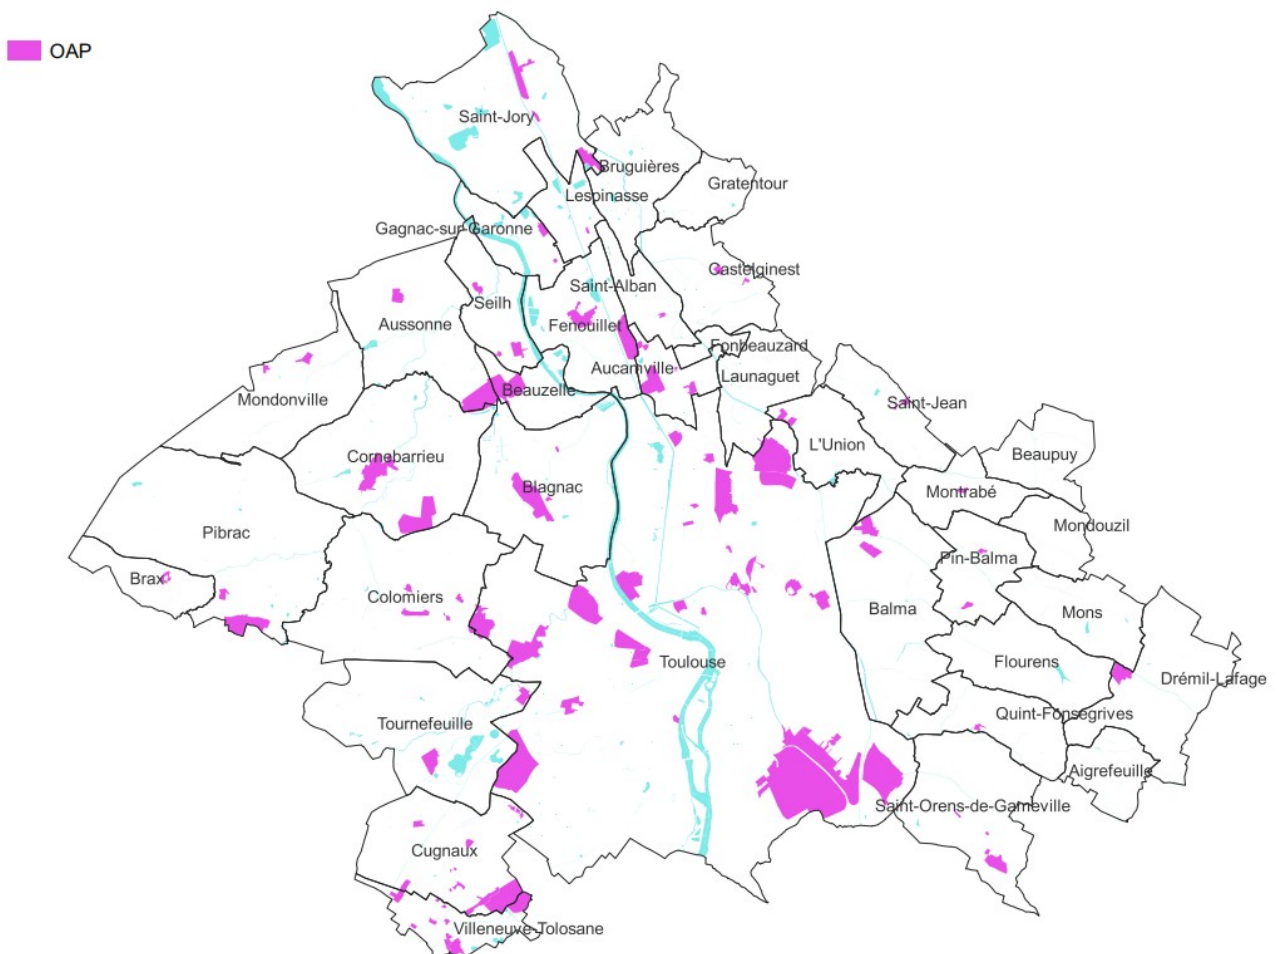 OAP
Saint-Jory
Bruguières
Gratentour
Lespinasse
Gagnac-sur-Garonne
Castelginest
Saint-Alban
Seilh
Aussonne
Fenouillet
Fonbeauzard
Aucamville
Launaguet
Beauzelle
Mondonville
Saint-Jean
L'Union
Beaupuy
Cornebarrieu
Blagnac
Montrabé
Mondouzil
Pibrac
Pin-Balma
Brax
Colomiers
Balma
Mons
Toulouse
Flourens
Drémil-Lafage
Quint-Fonsegrives
Tournefeuille
Aigrefeuille
Saint-Orens-de-Gameville
Cugnaux
Villeneuve-Tolosane